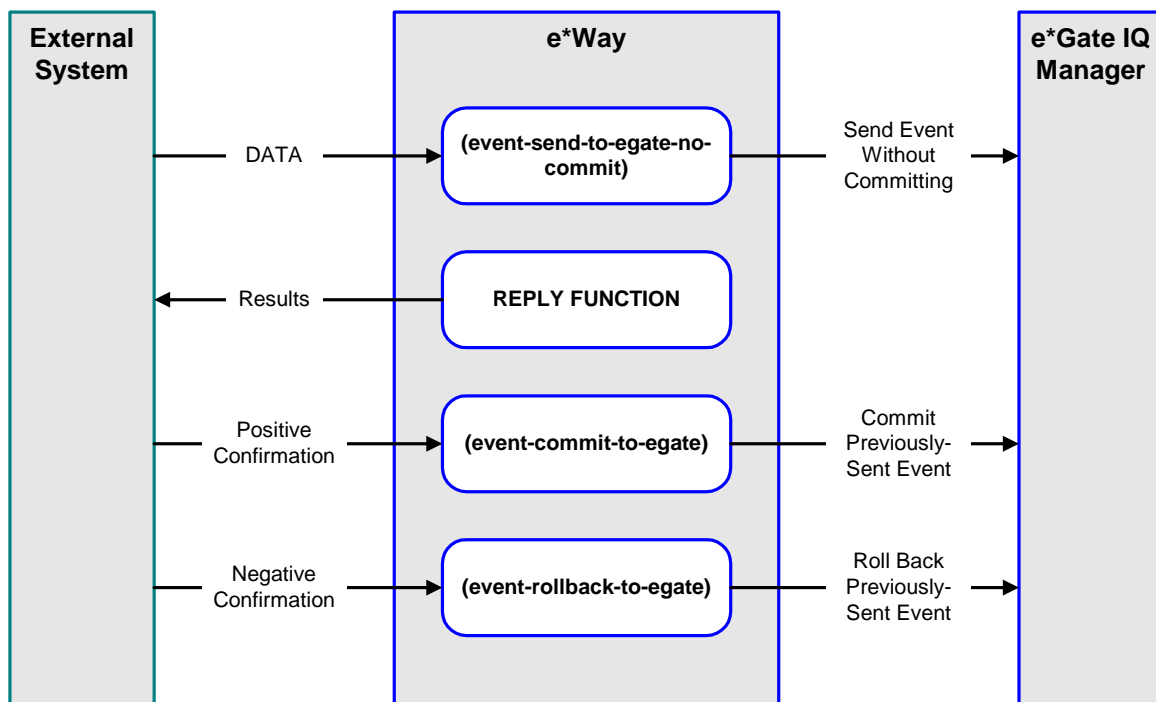 External
System
e*Way
e*Gate IQ
Manager
DATA
(event-send-to-egate-no-
commit)
Send Event
Without
Committing
Results
REPLY FUNCTION
Positive
Confirmation
(event-commit-to-egate)
Commit
Previously-
Sent Event
Negative
Confirmation
(event-rollback-to-egate)
Roll Back
Previously-
Sent Event